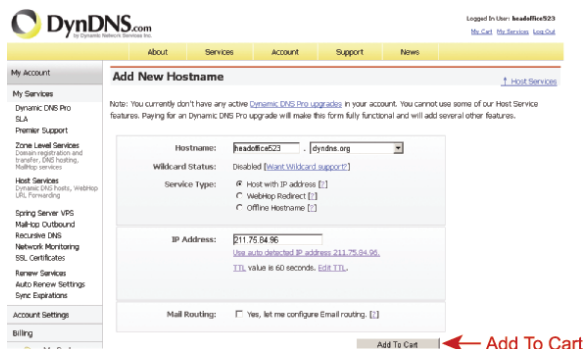 DynDNS.com
by Dynamic Network Services Inc.
Logged In User: headoffice523
My Cart My Services Log Out
About Services Account Support News
My Account
My Services
Dynamic DNS Pro
SLA
Premier Support
Zone Level Services
Domain registration and
transfer, DNS hosting,
MailHop services
Host Services
Dynamic DNS hosts, WebHop
URL Forwarding
Spring Server VPS
MailHop Outbound
Recursive DNS
Network Monitoring
SSL Certificates
Renew Services
Auto Renew Settings
Sync Expirations
Account Settings
Billing
Add New Hostname
Host Services
Note: You currently don't have any active Dynamic DNS Pro upgrades in your account. You cannot use some of our Host Service
features. Paying for an Dynamic DNS Pro upgrade will make this form fully functional and will add several other features.
Hostname: headoffice523 . dyndns.org
Wildcard Status: Disabled [Want Wildcard support?]
Service Type: Host with IP address [?]
WebHop Redirect [?]
Offline Hostname [?]
IP Address: 211.75.84.96
Use auto detected IP address 211.75.84.96.
TTL value is 60 seconds. Edit TTL.
Mail Routing: Yes, let me configure Email routing. [?]
Add To Cart
Add To Cart